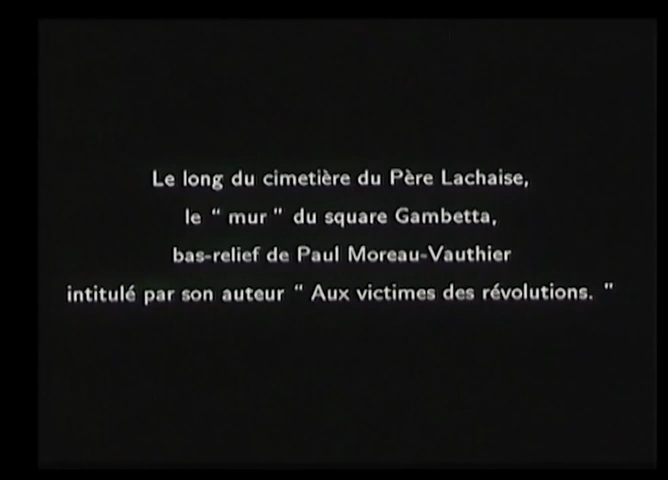 Le long du cimetière du Père Lachaise,
le " mur " du square Gambetta,
bas-relief de Paul Moreau-Vauthier
intitulé par son auteur " Aux victimes des révolutions. "